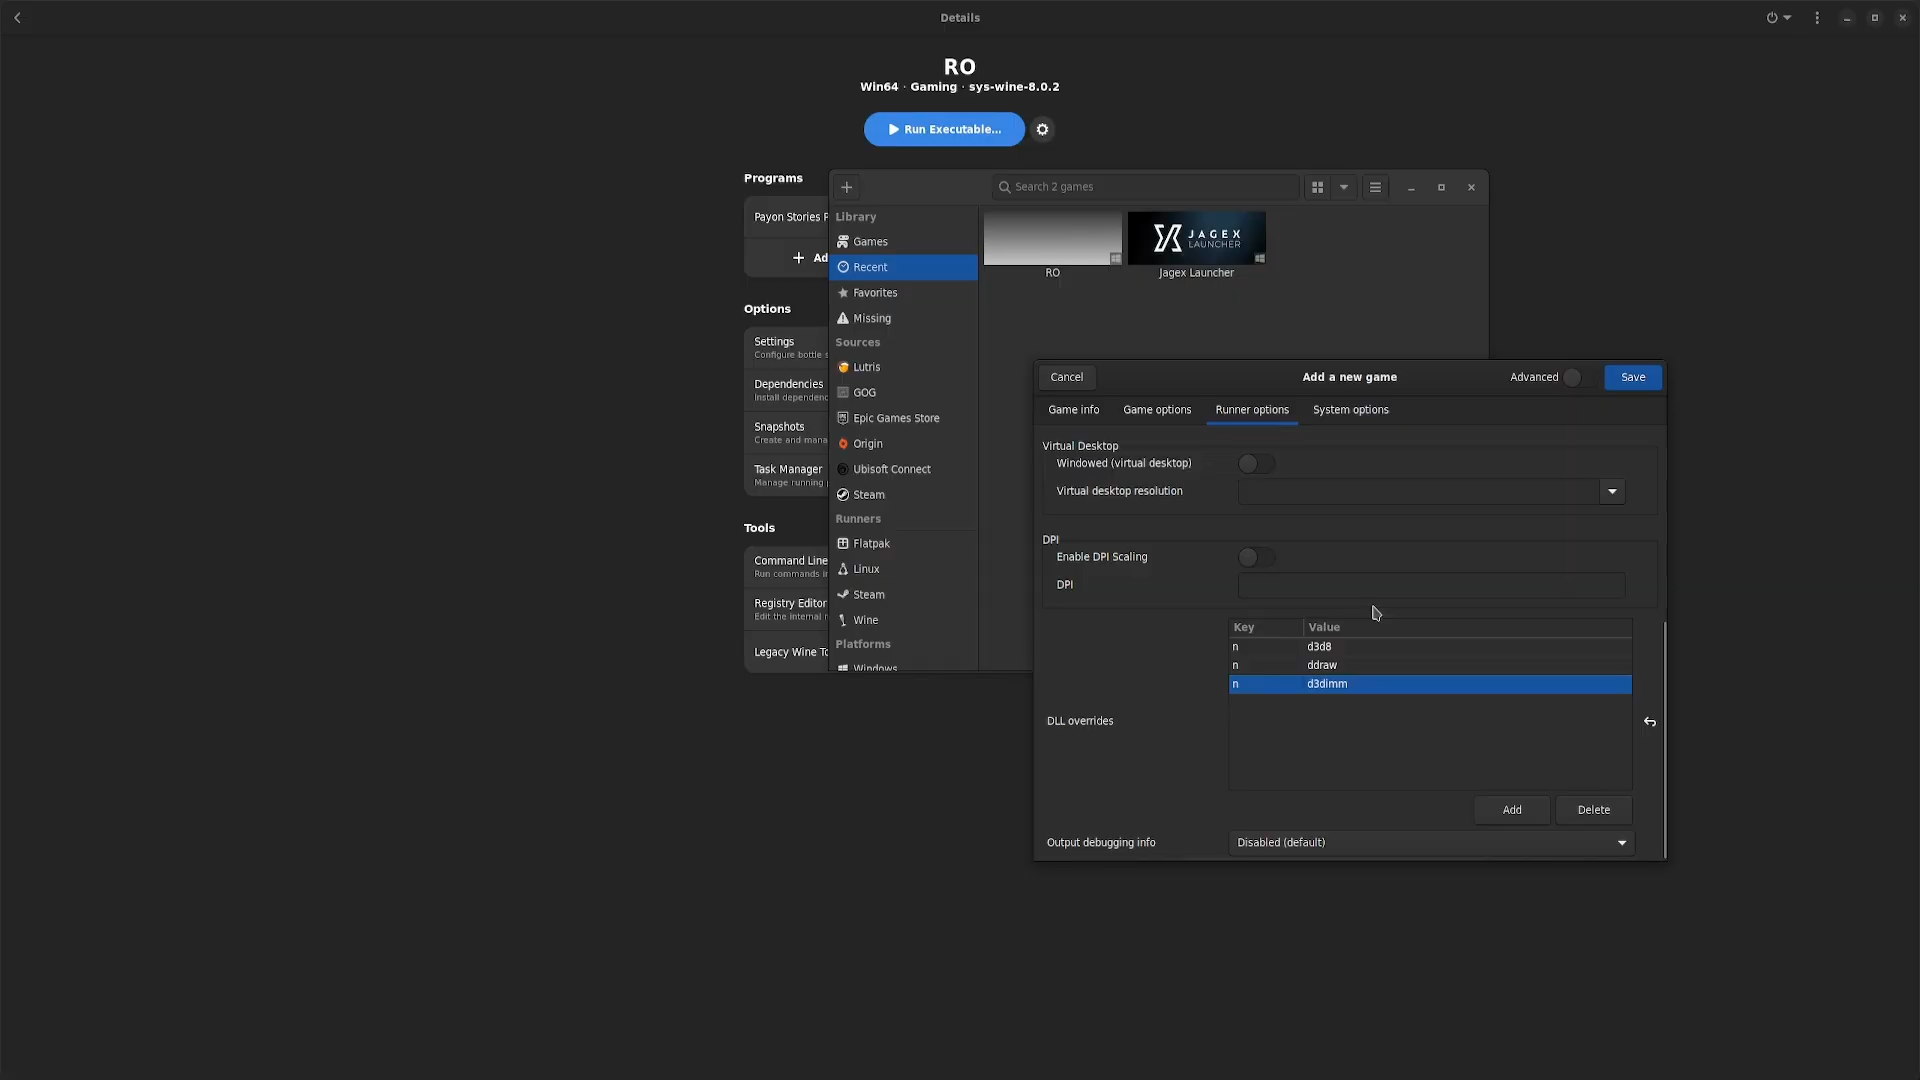 Details
RO
Win64 · Gaming · sys-wine-8.0.2
Run Executable...
Programs
Payon Stories P
Ad
Options
Settings
Configure bottle s
Dependencies
Install dependenc
Snapshots
Create and mana
Task Manager
Manage running p
Tools
Command Line
Run commands in
Registry Editor
Edit the internal r
Legacy Wine To
Search 2 games
Library
Games
Recent
Favorites
Missing
Sources
Lutris
GOG
Epic Games Store
Origin
Ubisoft Connect
Steam
Runners
Flatpak
Linux
Steam
Wine
Platforms
Windows
JAGEX
LAUNCHER
RO
Jagex Launcher
Cancel
Add a new game
Advanced
Save
Game info
Game options
Runner options
System options
Virtual Desktop
Windowed (virtual desktop)
Virtual desktop resolution
DPI
Enable DPI Scaling
DPI
Key Value
n d3d8
n ddraw
n d3dimm
DLL overrides
Add
Delete
Output debugging info
Disabled (default)